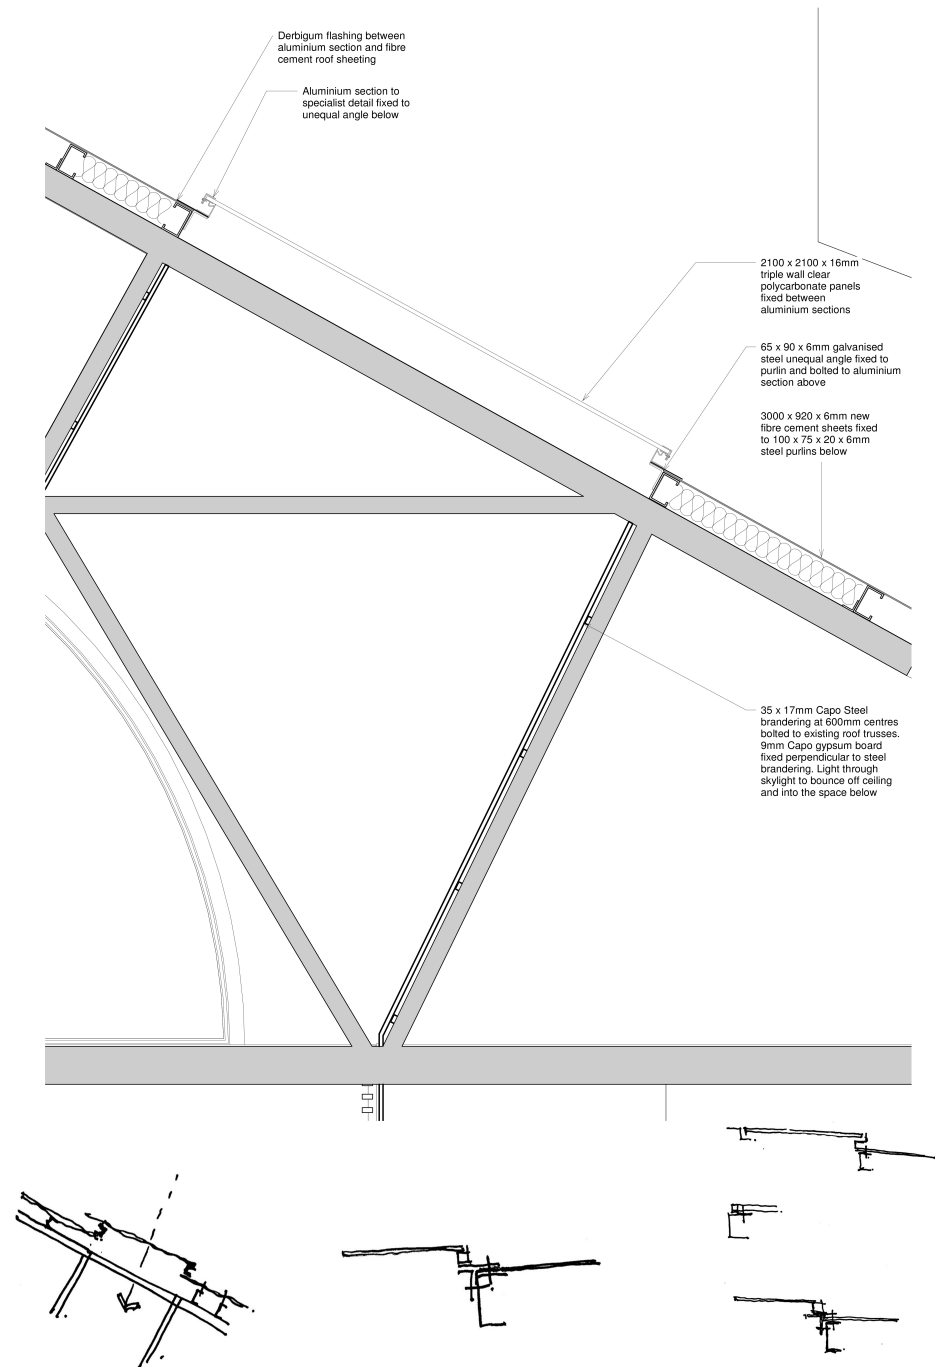 Derbigum flashing between
aluminium section and fibre
cement roof sheeting
Aluminium section to
specialist detail fixed to
unequal angle below
2100 x 2100 x 16mm
triple wall clear
polycarbonate panels
fixed between
aluminium sections
65 x 90 x 6mm galvanised
steel unequal angle fixed to
purlin and bolted to aluminium
section above
3000 x 920 x 6mm new
fibre cement sheets fixed
to 100 x 75 x 20 x 6mm
steel purlins below
35 x 17mm Capo Steel
brandering at 600mm centres
bolted to existing roof trusses.
9mm Capo gypsum board
fixed perpendicular to steel
brandering. Light through
skylight to bounce off ceiling
and into the space below